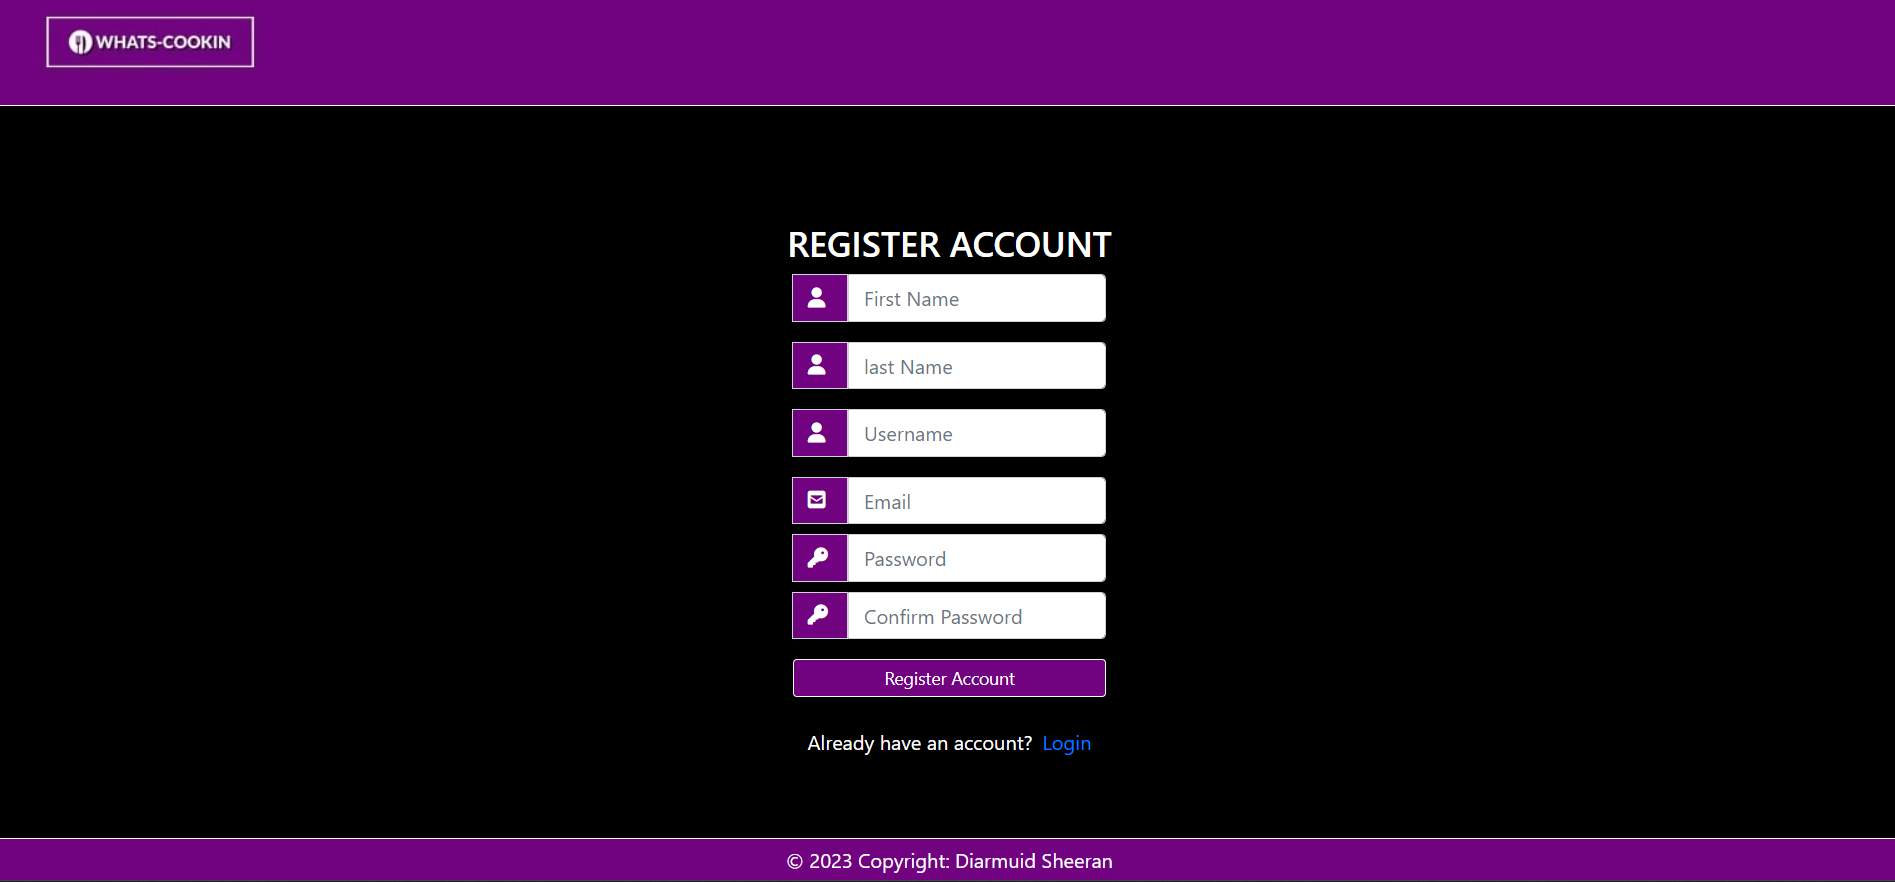 WHATS-COOKIN
REGISTER ACCOUNT
First Name
last Name
Username
Email
Password
Confirm Password
Register Account
Already have an account? Login
© 2023 Copyright: Diarmuid Sheeran